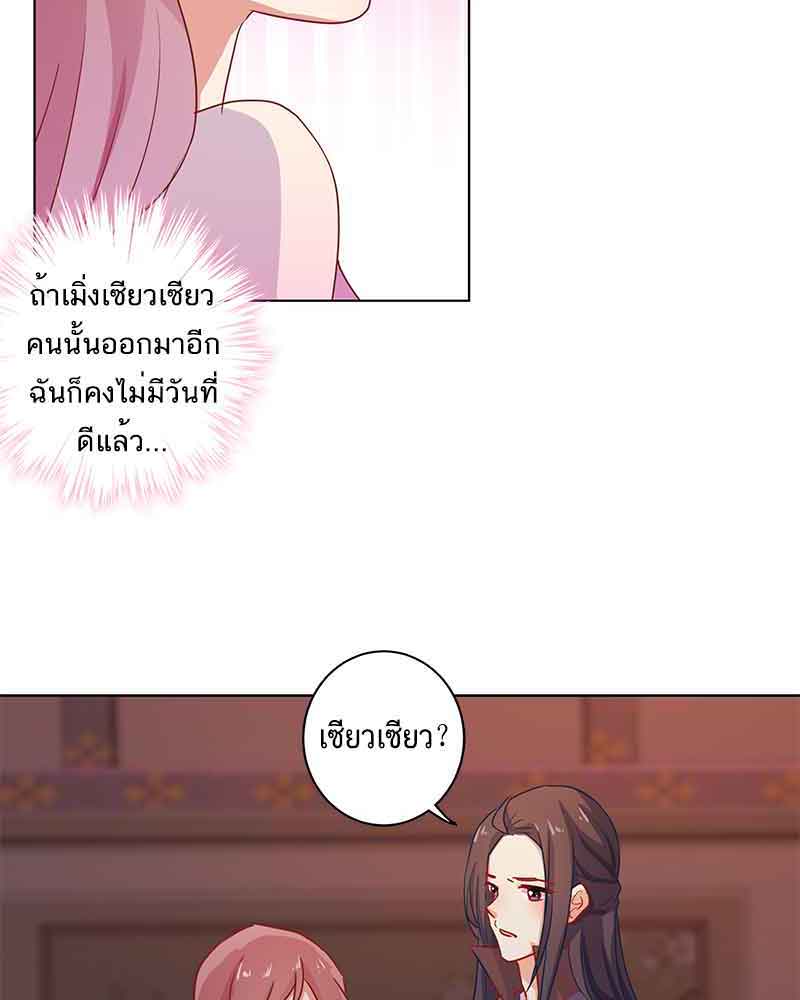 ถ้าเมิ่งเซียวเซียว
คนนั้นออกมาอีก
ฉันก็คงไม่มีวันที่
ดีแล้ว...
เซียวเซียว?